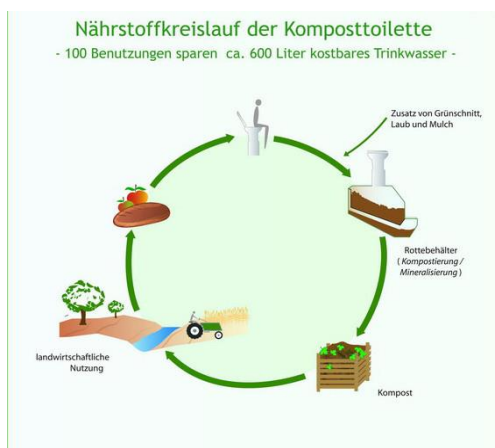 Nährstoffkreislauf der Komposttoilette
- 100 Benutzungen sparen ca. 600 Liter kostbares Trinkwasser -
Zusatz von Grünschnitt,
Laub und Mulch
Rottebehälter
( Kompostierung /
Mineralisierung )
Kompost
landwirtschaftliche
Nutzung